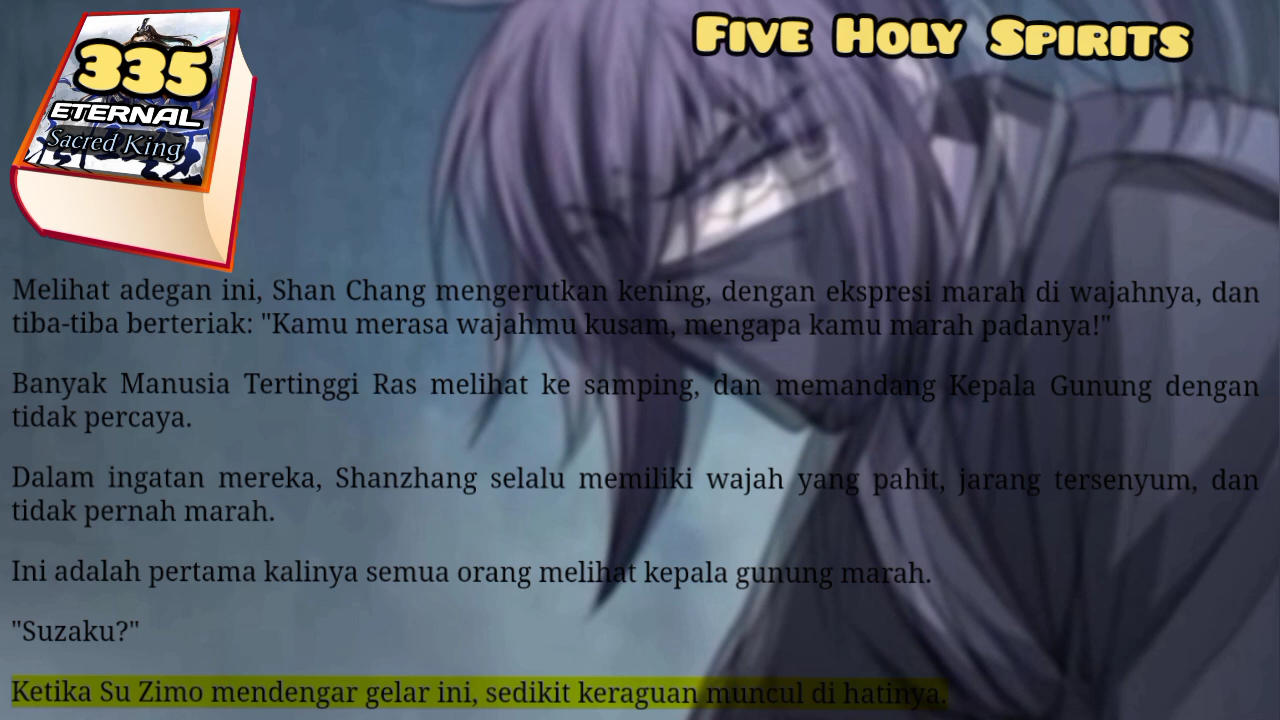 335
ETERNAL
Sacred King
Five Holy Spirits
Melihat adegan ini, Shan Chang mengerutkan kening, dengan ekspresi marah di wajahnya, dan
tiba-tiba berteriak: "Kamu merasa wajahmu kusam, mengapa kamu marah padanya!"
Banyak Manusia Tertinggi Ras melihat ke samping, dan memandang Kepala Gunung dengan
tidak percaya.
Dalam ingatan mereka, Shanzhang selalu memiliki wajah yang pahit, jarang tersenyum, dan
tidak pernah marah.
Ini adalah pertama kalinya semua orang melihat kepala gunung marah.
"Suzaku?"
Ketika Su Zimo mendengar gelar ini, sedikit keraguan muncul di hatinya.